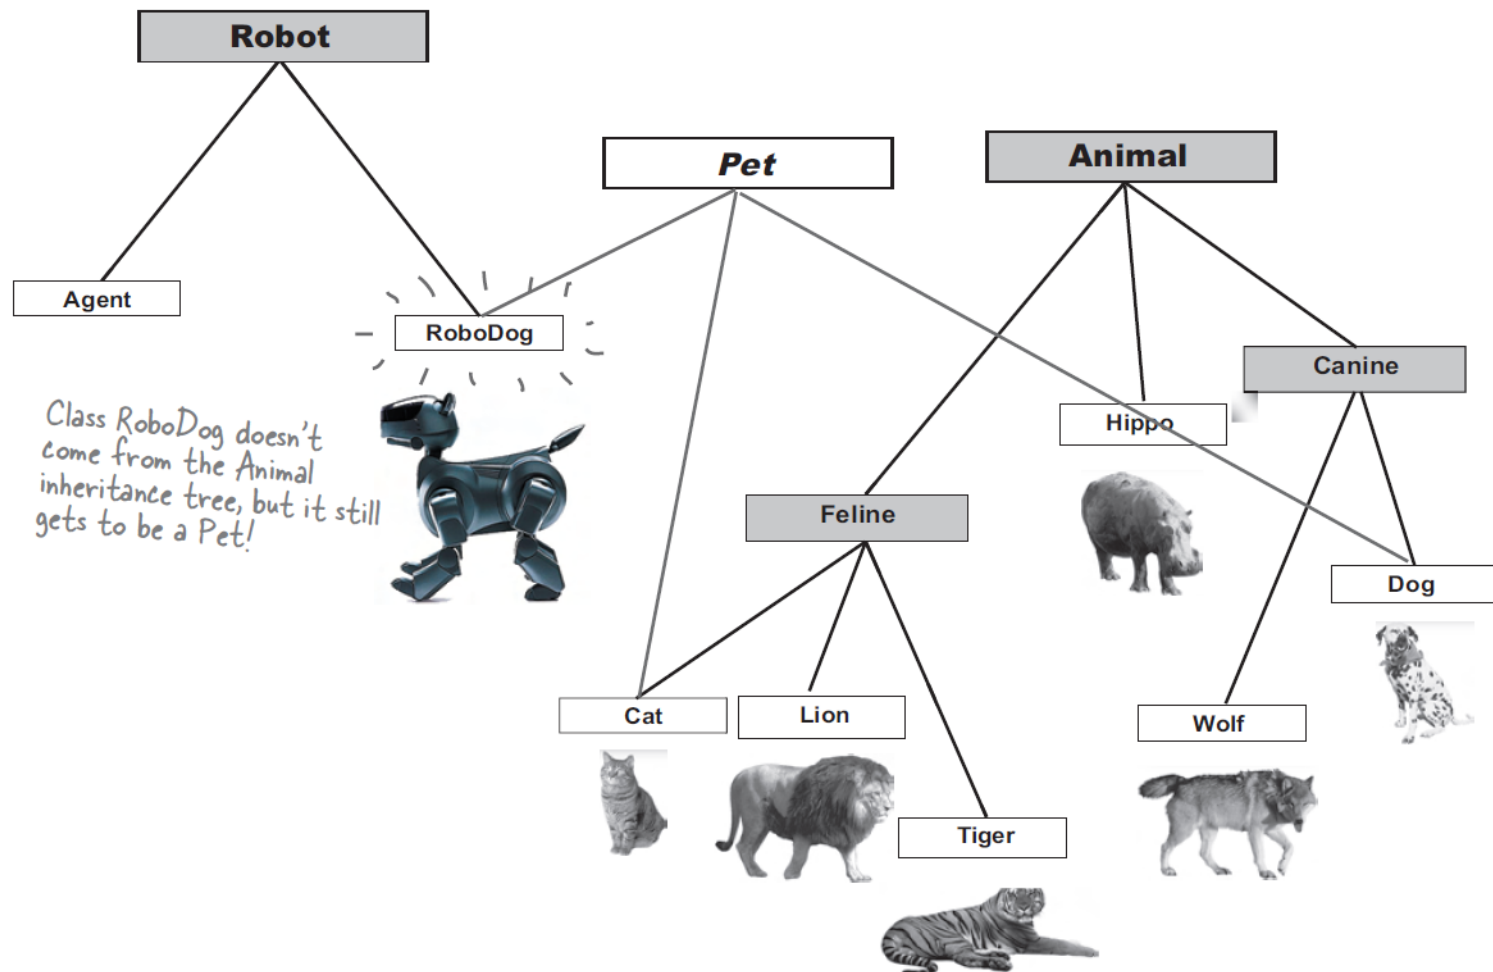 Robot
Pet
Animal
Agent
RoboDog
Canine
Hippo
Class RoboDog doesn't
come from the Animal
inheritance tree, but it still
gets to be a Pet!
Feline
Dog
Cat
Lion
Wolf
Tiger